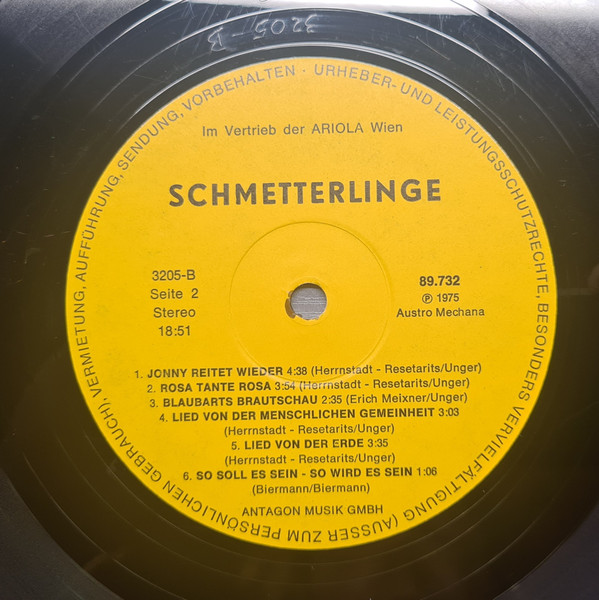 3205-B
URHEBER- UND LEISTUNGSSCHUTZRECHTE, BESONDERS VERVIELFÄLTIGUNG (AUSSER ZUM PERSÖNLICHEN GEBRAUCH), VERMIETUNG, AUFFÜHRUNG, SENDUNG, VORBEHALTEN ·
Im Vertrieb der ARIOLA Wien
SCHMETTERLINGE
3205-B
Seite 2
Stereo
18:51
89.732
℗ 1975
Austro Mechana
1. JONNY REITET WIEDER 4:38 (Herrnstadt - Resetarits/Unger)
2. ROSA TANTE ROSA 3:54 (Herrnstadt - Resetarits/Unger)
3. BLAUBARTS BRAUTSCHAU 2:35 (Erich Meixner/Unger)
4. LIED VON DER MENSCHLICHEN GEMEINHEIT 3:03
(Herrnstadt - Resetarits/Unger)
5. LIED VON DER ERDE 3:35
(Herrnstadt - Resetarits/Unger)
6. SO SOLL ES SEIN - SO WIRD ES SEIN 1:06
(Biermann/Biermann)
ANTAGON MUSIK GMBH